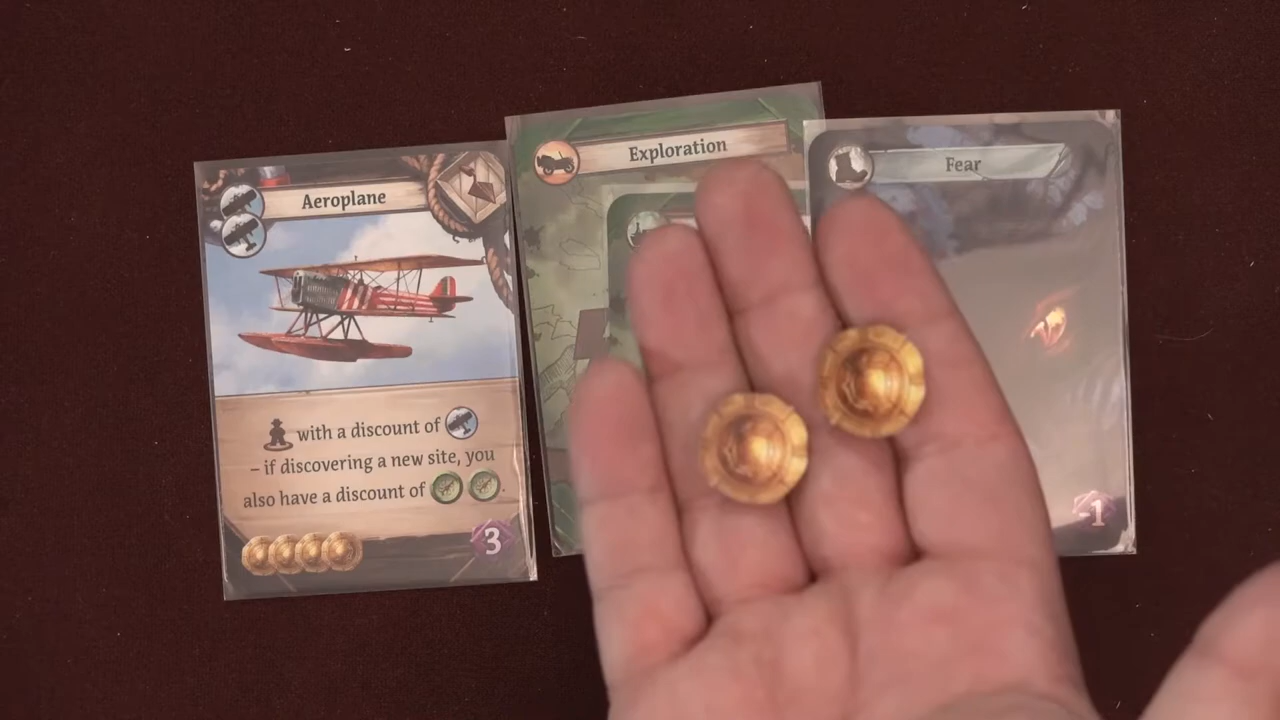 Aeroplane
with a discount of
– if discovering a new site, you
also have a discount of .
3
Exploration
Fear
-1